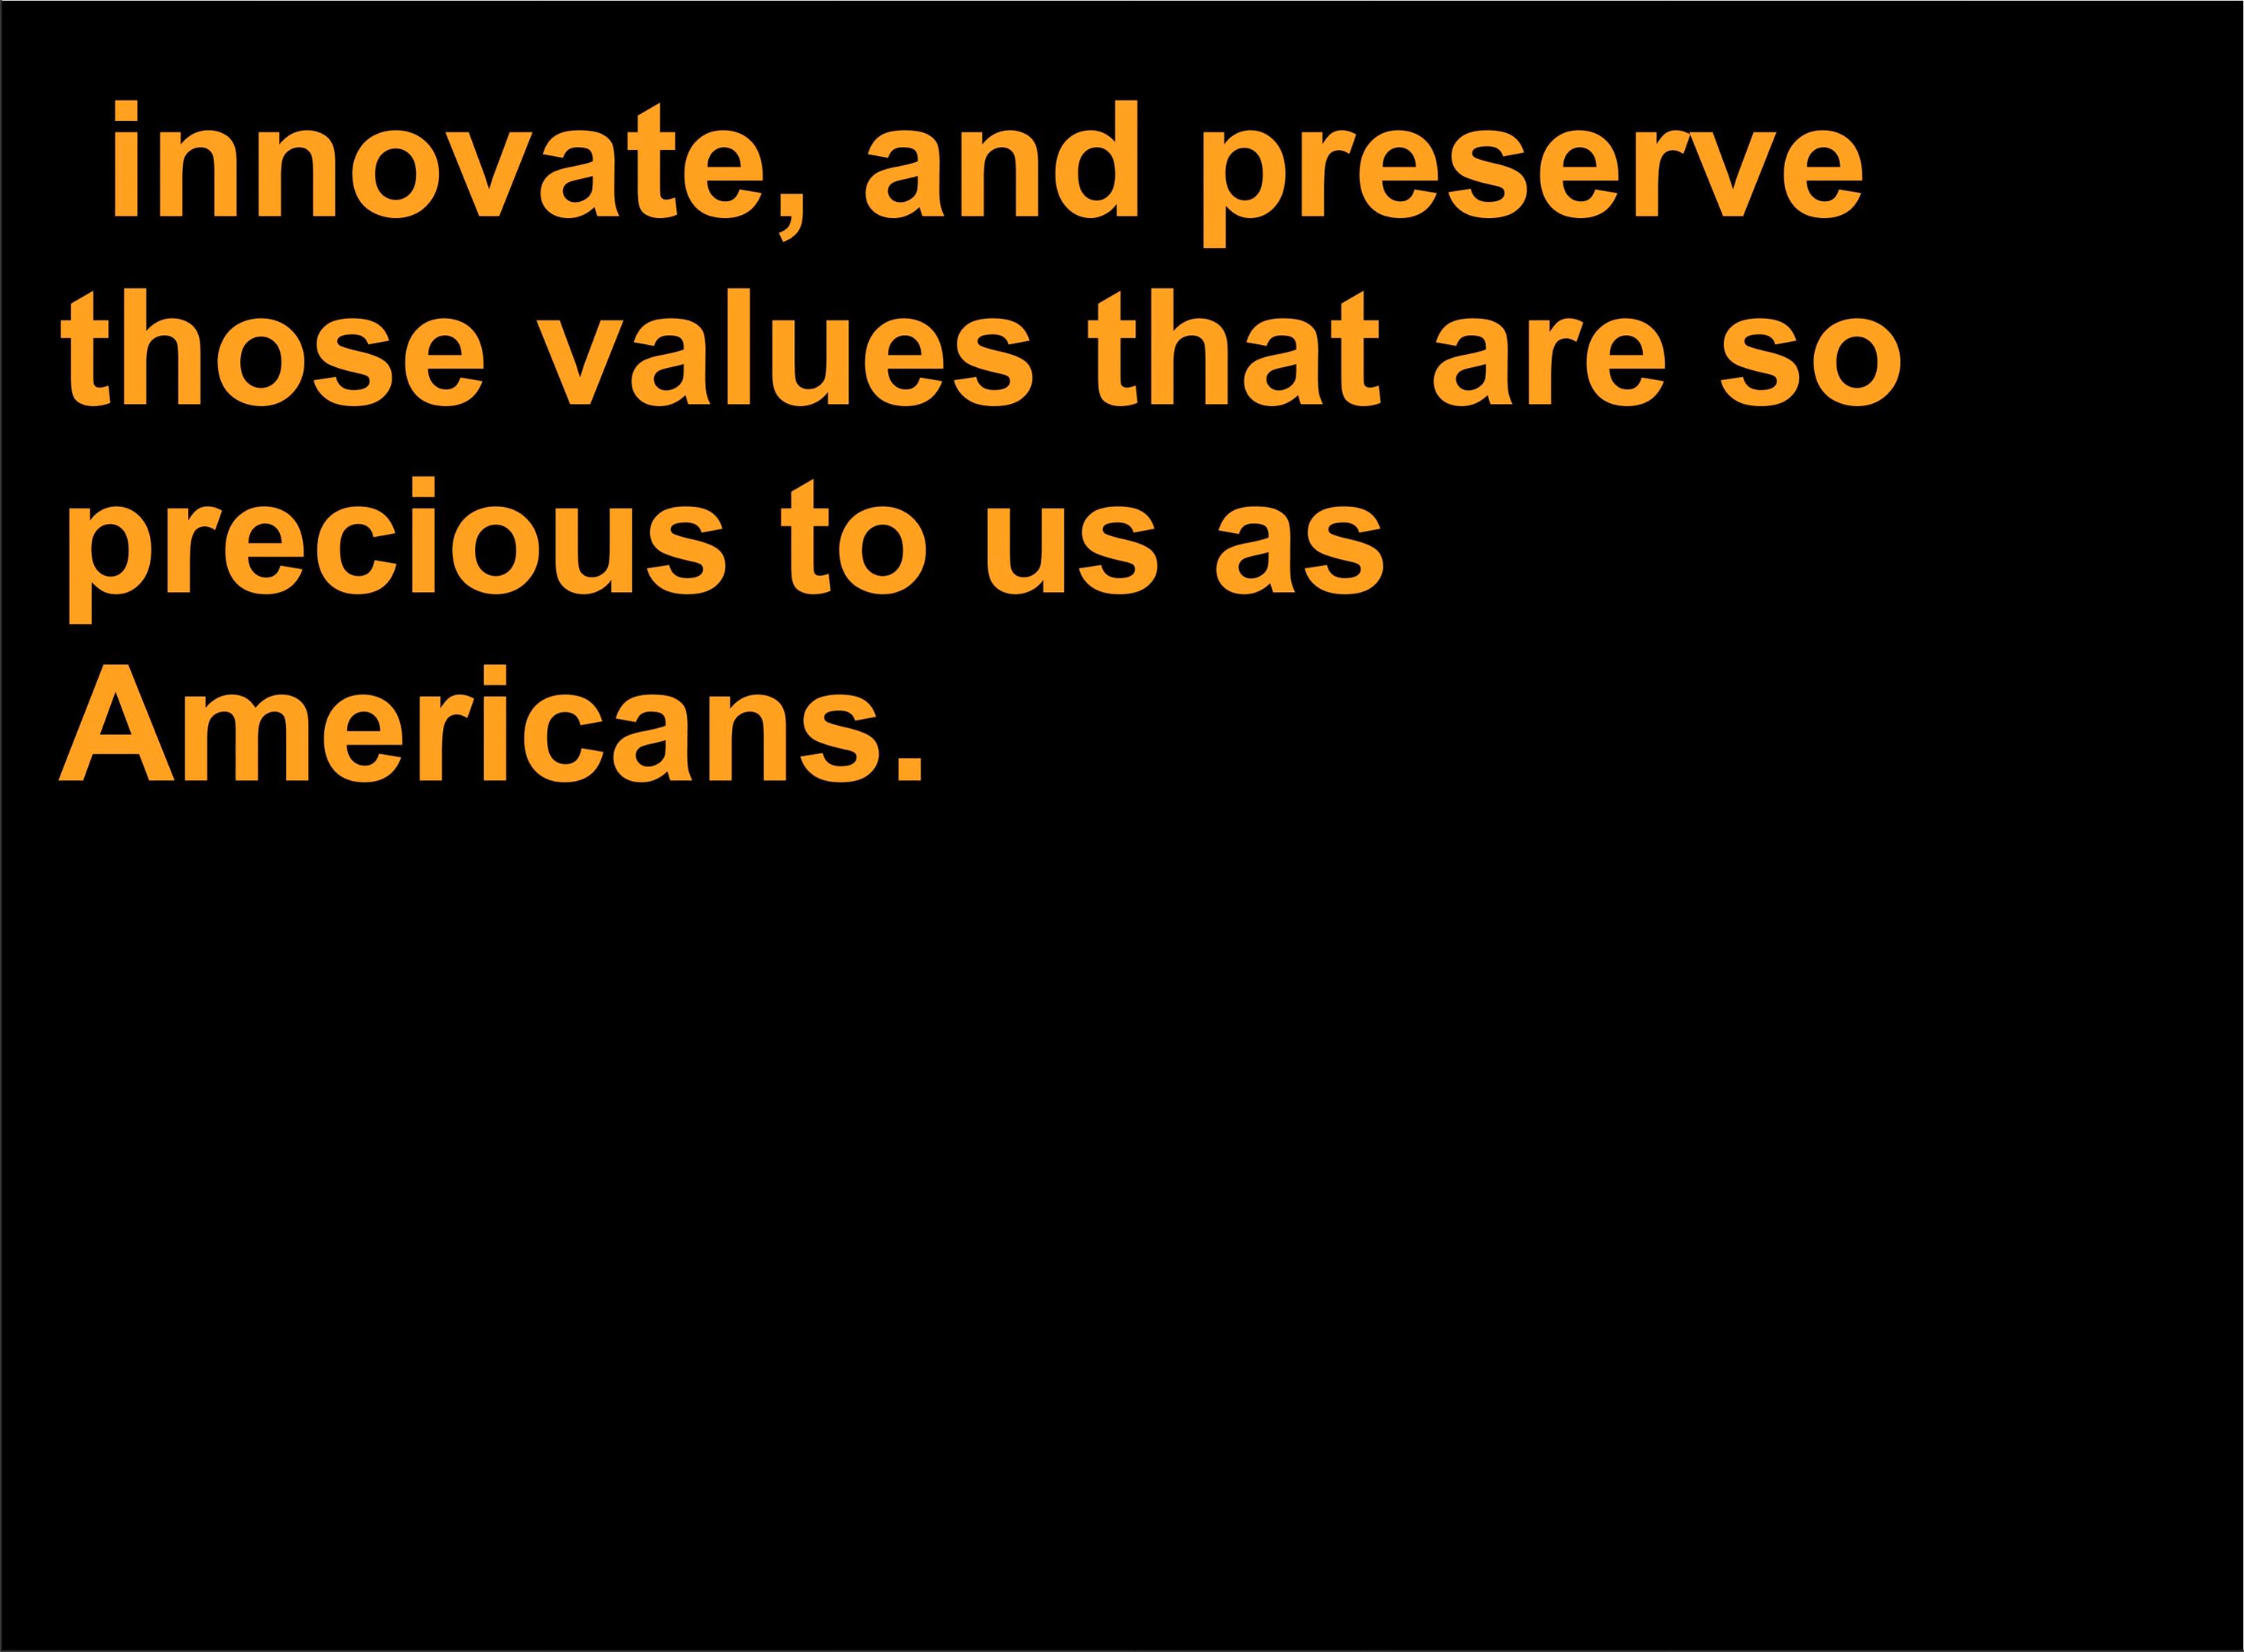 innovate, and preserve
those values that are so
precious to us as
Americans.